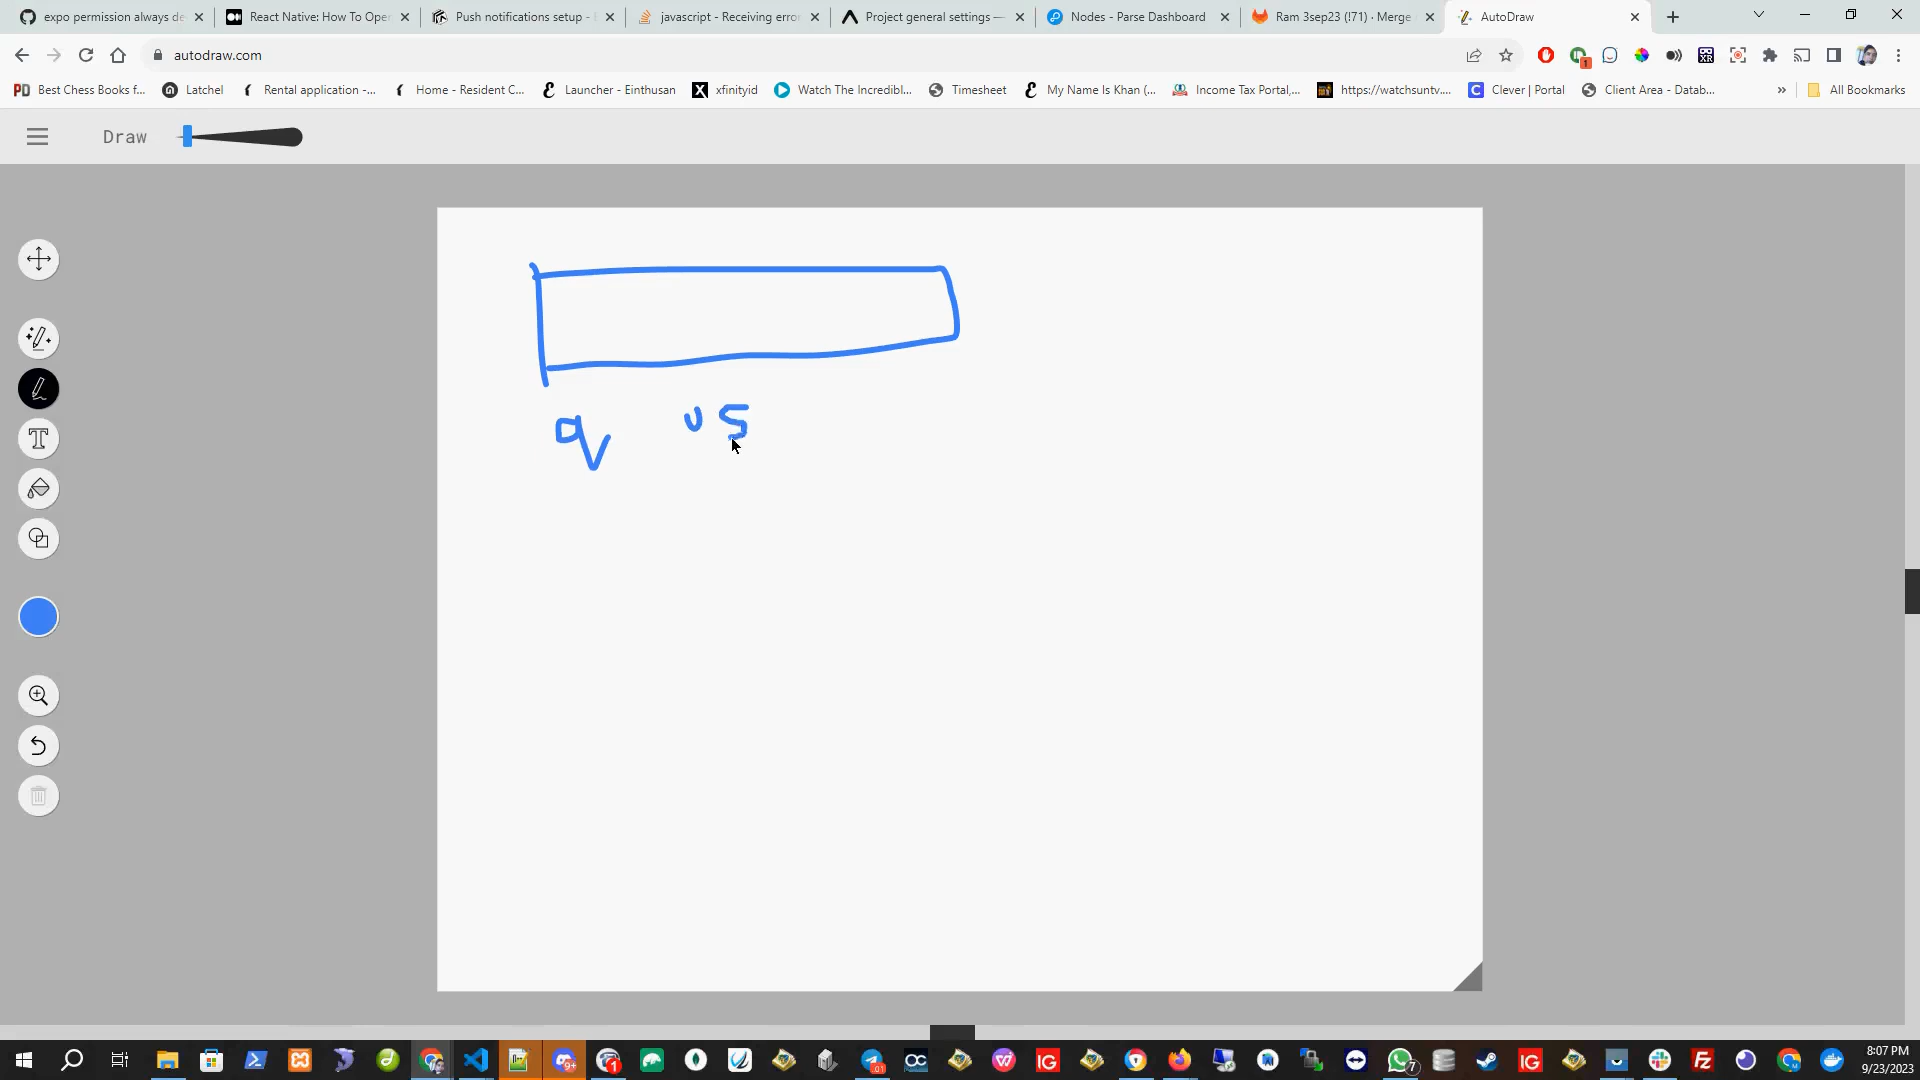 expo permission always de
React Native: How To Oper
Push notifications setup - E
javascript - Receiving erro
Project general settings —
Nodes - Parse Dashboard
Ram 3sep23 (!71) · Merge
AutoDraw
autodraw.com
1
Best Chess Books f...
Latchel
Rental application -...
Home - Resident C...
Launcher - Einthusan
xfinityid
Watch The Incredibl...
Timesheet
My Name Is Khan (...
Income Tax Portal,...
https://watchsuntv....
Clever | Portal
Client Area - Datab...
»
All Bookmarks
Draw
q us
8:07 PM
9/23/2023